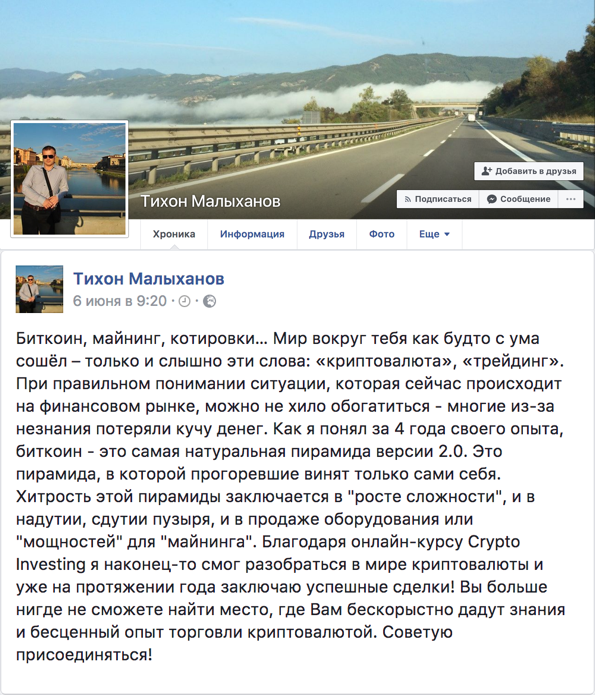 Добавить в друзья
Тихон Малыханов
Подписаться
Сообщение
Хроника
Информация
Друзья
Фото
Еще
Тихон Малыханов
6 июня в 9:20
Биткоин, майнинг, котировки... Мир вокруг тебя как будто с ума
сошёл – только и слышно эти слова: «криптовалюта», «трейдинг».
При правильном понимании ситуации, которая сейчас происходит
на финансовом рынке, можно не хило обогатиться - многие из-за
незнания потеряли кучу денег. Как я понял за 4 года своего опыта,
биткоин - это самая натуральная пирамида версии 2.0. Это
пирамида, в которой прогоревшие винят только сами себя.
Хитрость этой пирамиды заключается в "росте сложности", и в
надутии, сдутии пузыря, и в продаже оборудования или
"мощностей" для "майнинга". Благодаря онлайн-курсу Crypto
Investing я наконец-то смог разобраться в мире криптовалюты и
уже на протяжении года заключаю успешные сделки! Вы больше
нигде не сможете найти место, где Вам бескорыстно дадут знания
и бесценный опыт торговли криптовалютой. Советую
присоединяться!